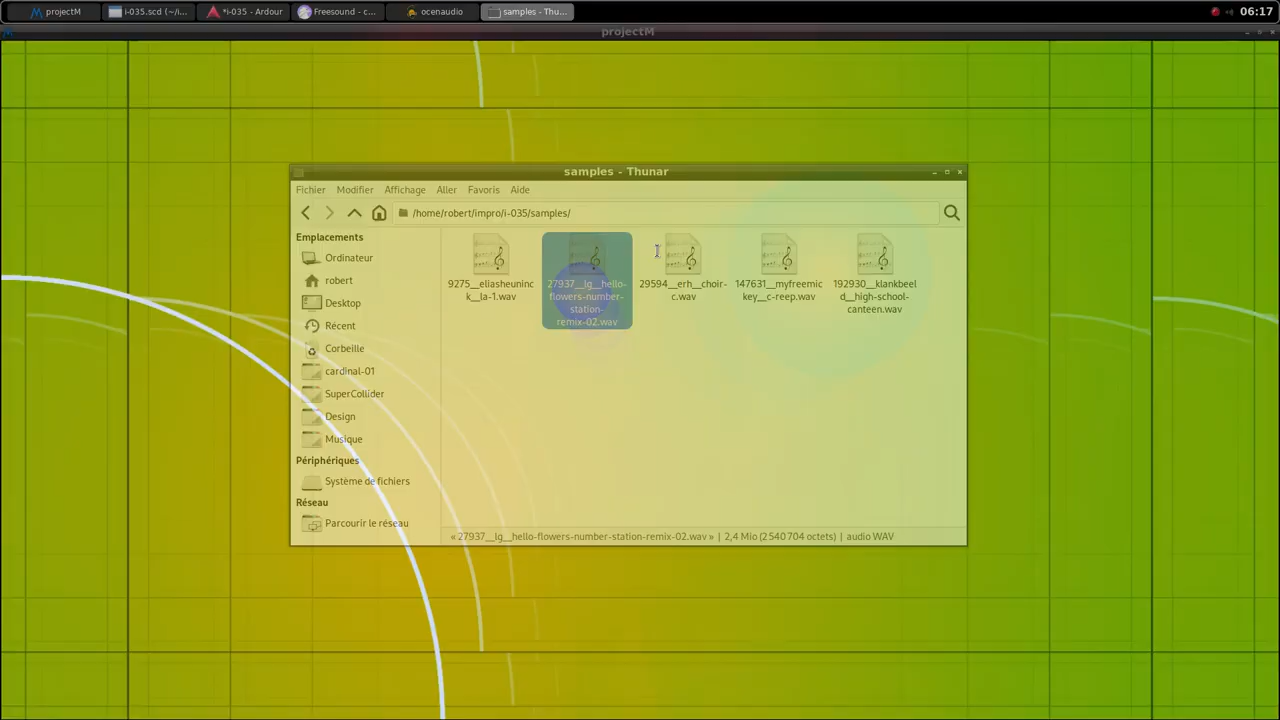 projectM
i-035.scd (~/i...
*i-035 - Ardour
Freesound - c...
ocenaudio
samples - Thu...
06:17
projectM
samples - Thunar
Fichier
Modifier
Affichage
Aller
Favoris
Aide
/home/robert/impro/i-035/samples/
Emplacements
Ordinateur
robert
Desktop
Récent
Corbeille
cardinal-01
SuperCollider
Design
Musique
Périphériques
Système de fichiers
Réseau
Parcourir le réseau
9275__eliasheuninc
k__la-1.wav
27937__lg__hello-
flowers-number-
station-
remix-02.wav
29594__erh__choir-
c.wav
147631__myfreemic
key__c-reep.wav
192930__klankbeel
d__high-school-
canteen.wav
« 27937__lg__hello-flowers-number-station-remix-02.wav » | 2,4 Mio (2 540 704 octets) | audio WAV